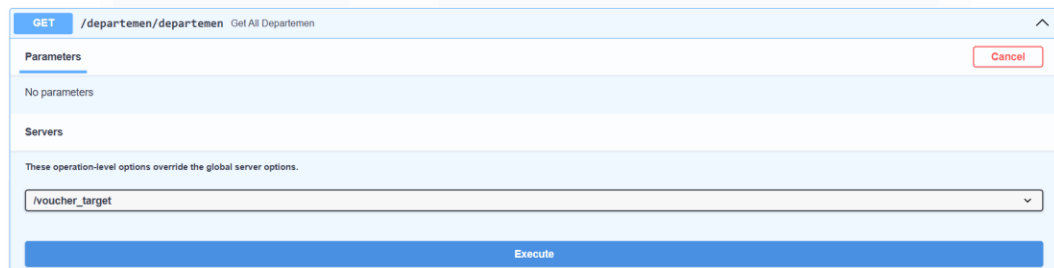 GET /departemen/departemen Get All Departemen
Parameters
Cancel
No parameters
Servers
These operation-level options override the global server options.
/voucher_target
Execute